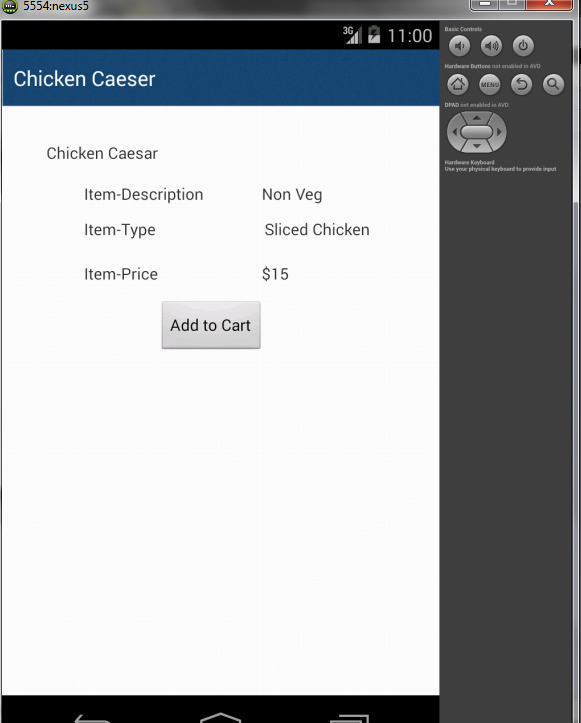 5554:nexus5
3G 11:00
Basic Controls
Hardware Buttons not enabled in AVD
MENU
DPAD not enabled in AVD
Hardware Keyboard
Use your physical keyboard to provide input
Chicken Caeser
Chicken Caesar
Item-Description Non Veg
Item-Type Sliced Chicken
Item-Price $15
Add to Cart